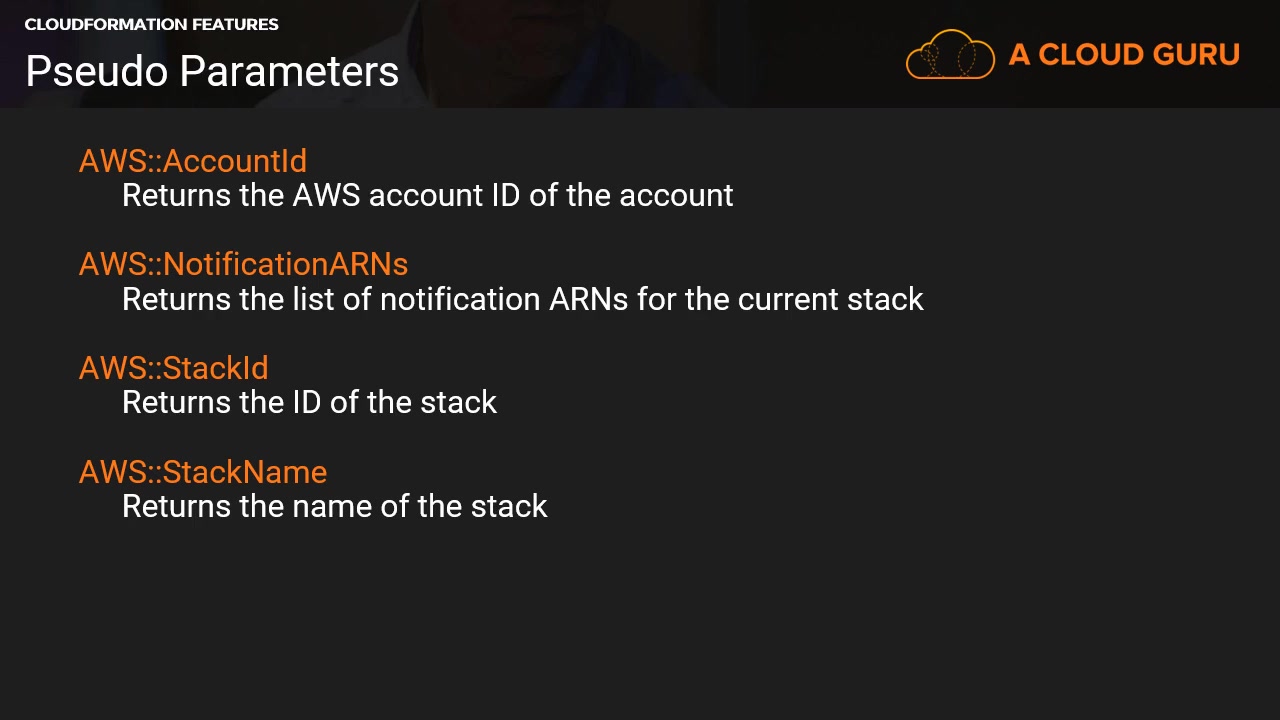 CLOUDFORMATION FEATURES
Pseudo Parameters
A CLOUD GURU
AWS::AccountId
Returns the AWS account ID of the account
AWS::NotificationARNs
Returns the list of notification ARNs for the current stack
AWS::StackId
Returns the ID of the stack
AWS::StackName
Returns the name of the stack